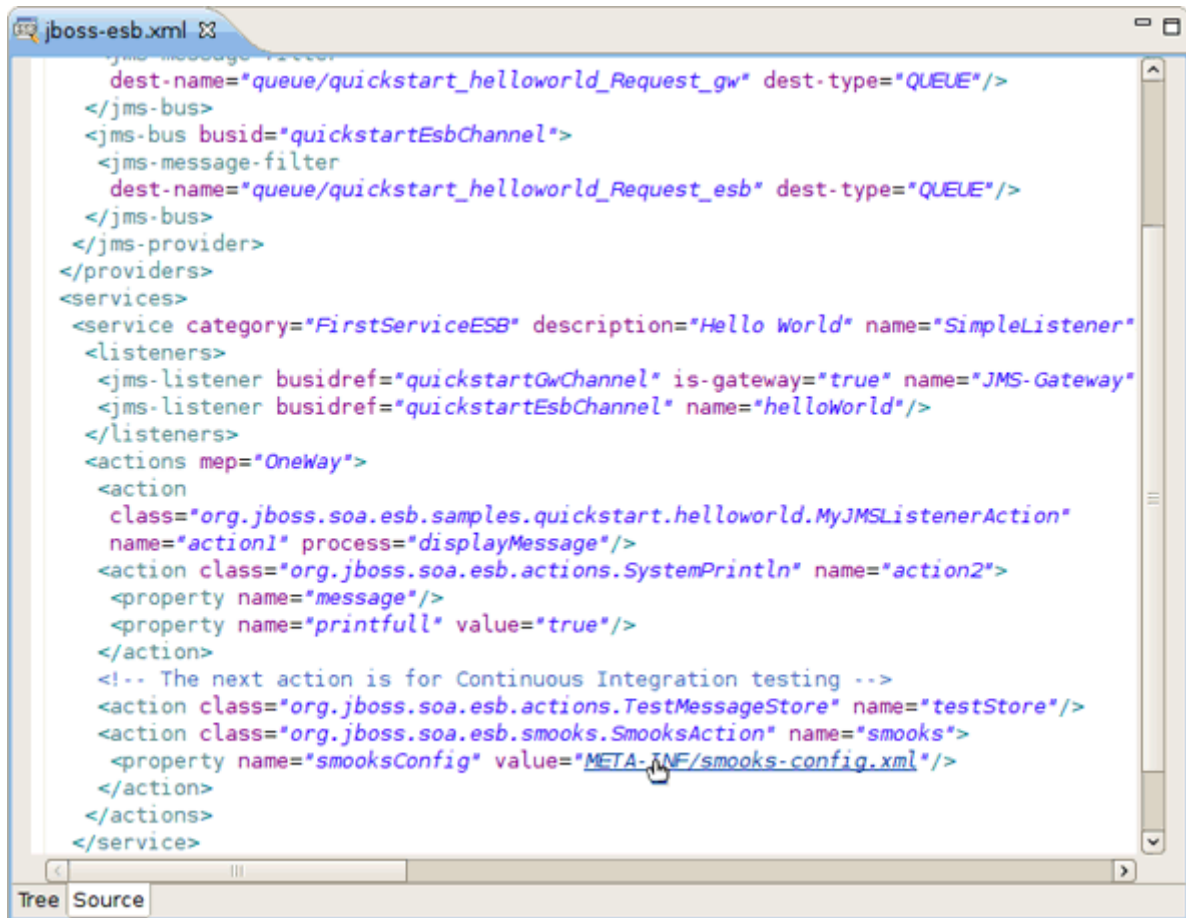 jboss-esb.xml
<jms-message-filter
dest-name="queue/quickstart_helloworld_Request_gw" dest-type="QUEUE"/>
</jms-bus>
<jms-bus busid="quickstartEsbChannel">
<jms-message-filter
dest-name="queue/quickstart_helloworld_Request_esb" dest-type="QUEUE"/>
</jms-bus>
</jms-provider>
</providers>
<services>
<service category="FirstServiceESB" description="Hello World" name="SimpleListener"
<listeners>
<jms-listener busidref="quickstartGwChannel" is-gateway="true" name="JMS-Gateway"
<jms-listener busidref="quickstartEsbChannel" name="helloWorld"/>
</listeners>
<actions mep="OneWay">
<action
class="org.jboss.soa.esb.samples.quickstart.helloworld.MyJMSListenerAction"
name="action1" process="displayMessage"/>
<action class="org.jboss.soa.esb.actions.SystemPrintln" name="action2">
<property name="message"/>
<property name="printfull" value="true"/>
</action>
<!-- The next action is for Continuous Integration testing -->
<action class="org.jboss.soa.esb.actions.TestMessageStore" name="testStore"/>
<action class="org.jboss.soa.esb.smooks.SmooksAction" name="smooks">
<property name="smooksConfig" value="META-INF/smooks-config.xml"/>
</action>
</actions>
</service>
Tree Source